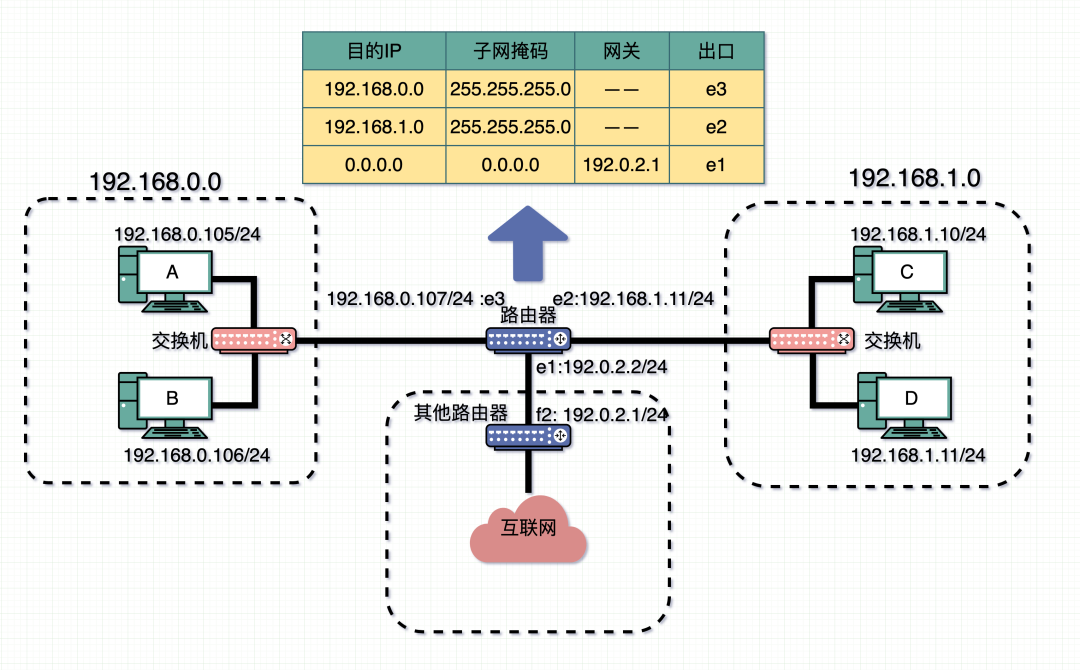 目的IP 子网掩码 网关 出口
192.168.0.0 255.255.255.0 —— e3
192.168.1.0 255.255.255.0 —— e2
0.0.0.0 0.0.0.0 192.0.2.1 e1
192.168.0.0
192.168.1.0
192.168.0.105/24
A
192.168.1.10/24
C
192.168.0.107/24 :e3
e2:192.168.1.11/24
路由器
交换机
交换机
e1:192.0.2.2/24
B
192.168.0.106/24
D
192.168.1.11/24
其他路由器
f2: 192.0.2.1/24
互联网